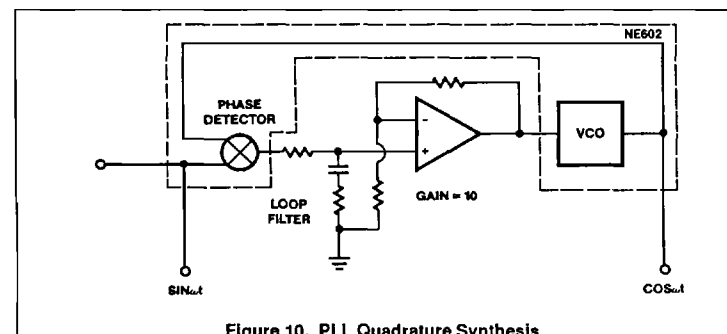 NE602
PHASE
DETECTOR
-
+
VCO
LOOP
FILTER
GAIN = 10
SINωt
COSωt
Figure 10. PLL Quadrature Synthesis